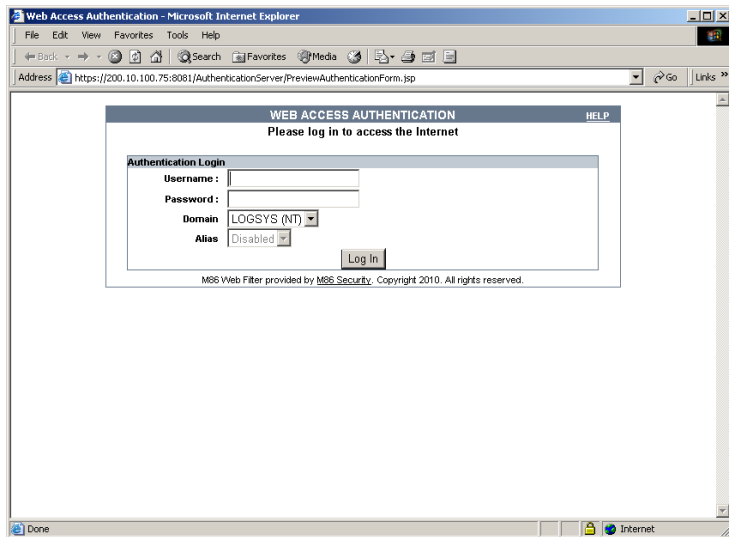 Web Access Authentication - Microsoft Internet Explorer
File Edit View Favorites Tools Help
Back Search Favorites Media
Address https://200.10.100.75:8081/AuthenticationServer/PreviewAuthenticationForm.jsp Go Links »
WEB ACCESS AUTHENTICATION HELP
Please log in to access the Internet
Authentication Login
Username :
Password :
Domain LOGSYS (NT)
Alias Disabled
Log In
M86 Web Filter provided by M86 Security. Copyright 2010. All rights reserved.
Done Internet